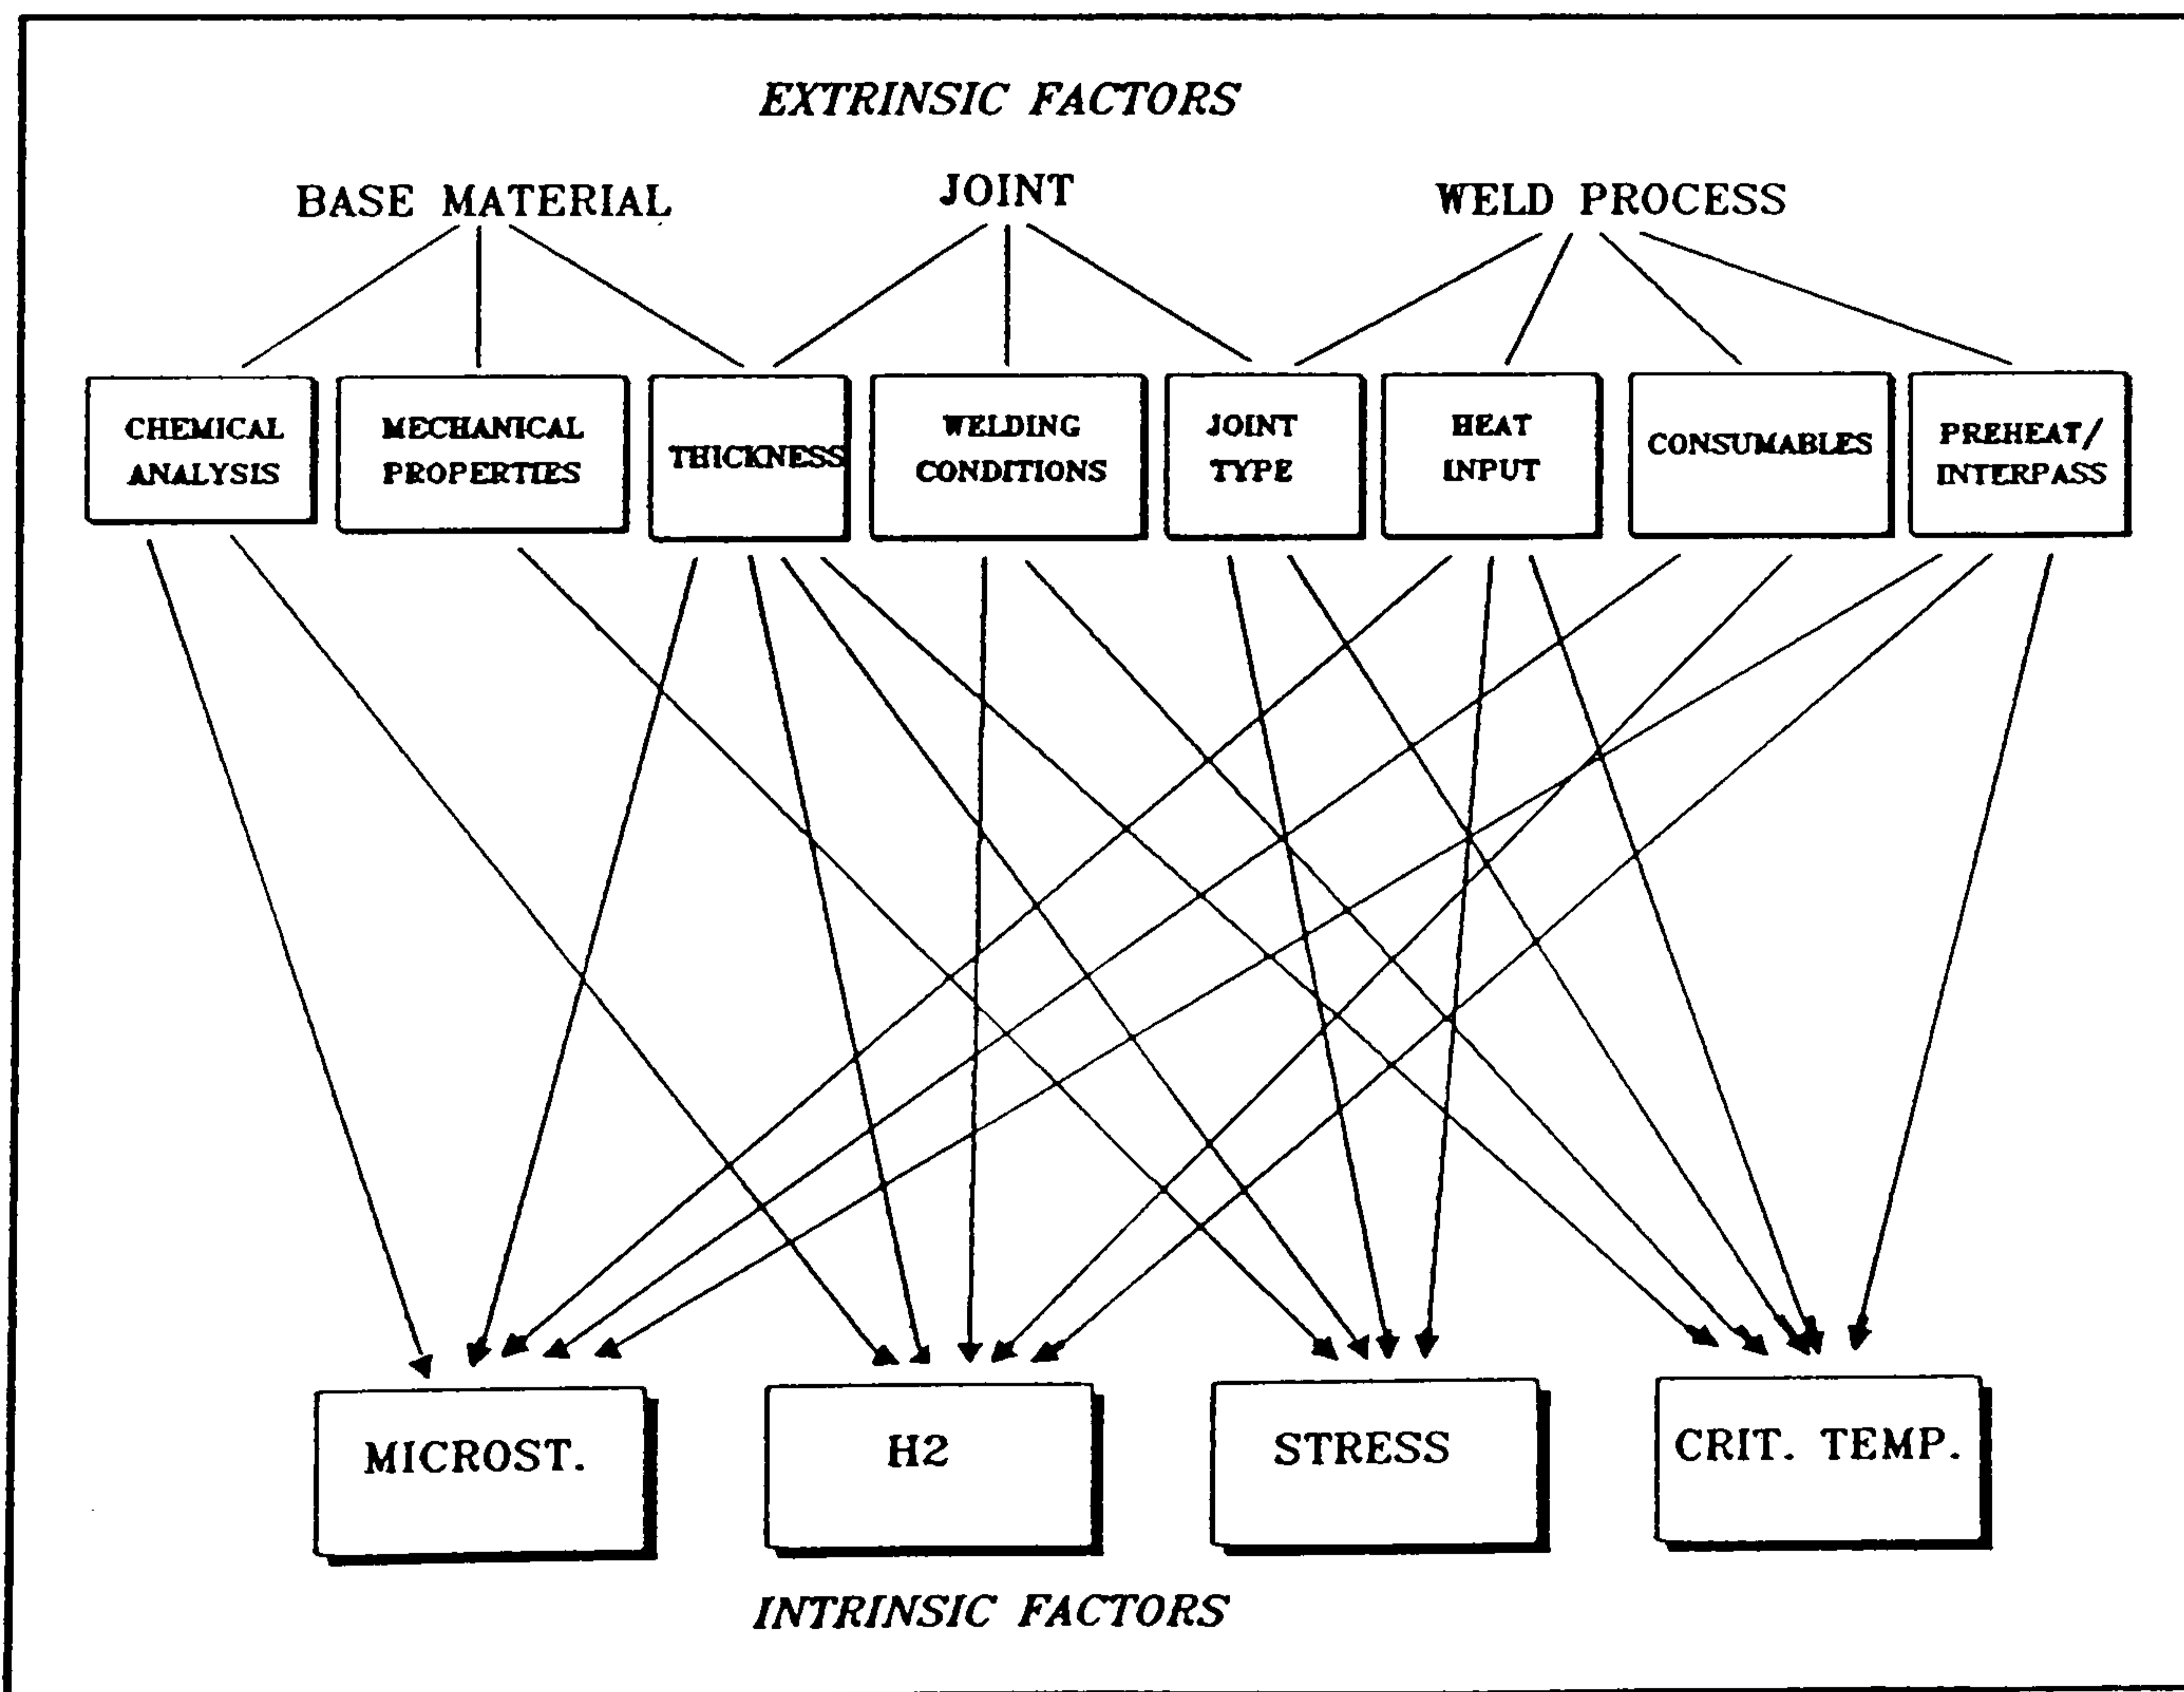 EXTRINSIC FACTORS
BASE MATERIAL
JOINT
WELD PROCESS
CHEMICAL
ANALYSIS
MECHANICAL
PROPERTIES
THICKNESS
WELDING
CONDITIONS
JOINT
TYPE
HEAT
INPUT
CONSUMABLES
PREHEAT/
INTERPASS
MICROST.
H2
STRESS
CRIT. TEMP.
INTRINSIC FACTORS